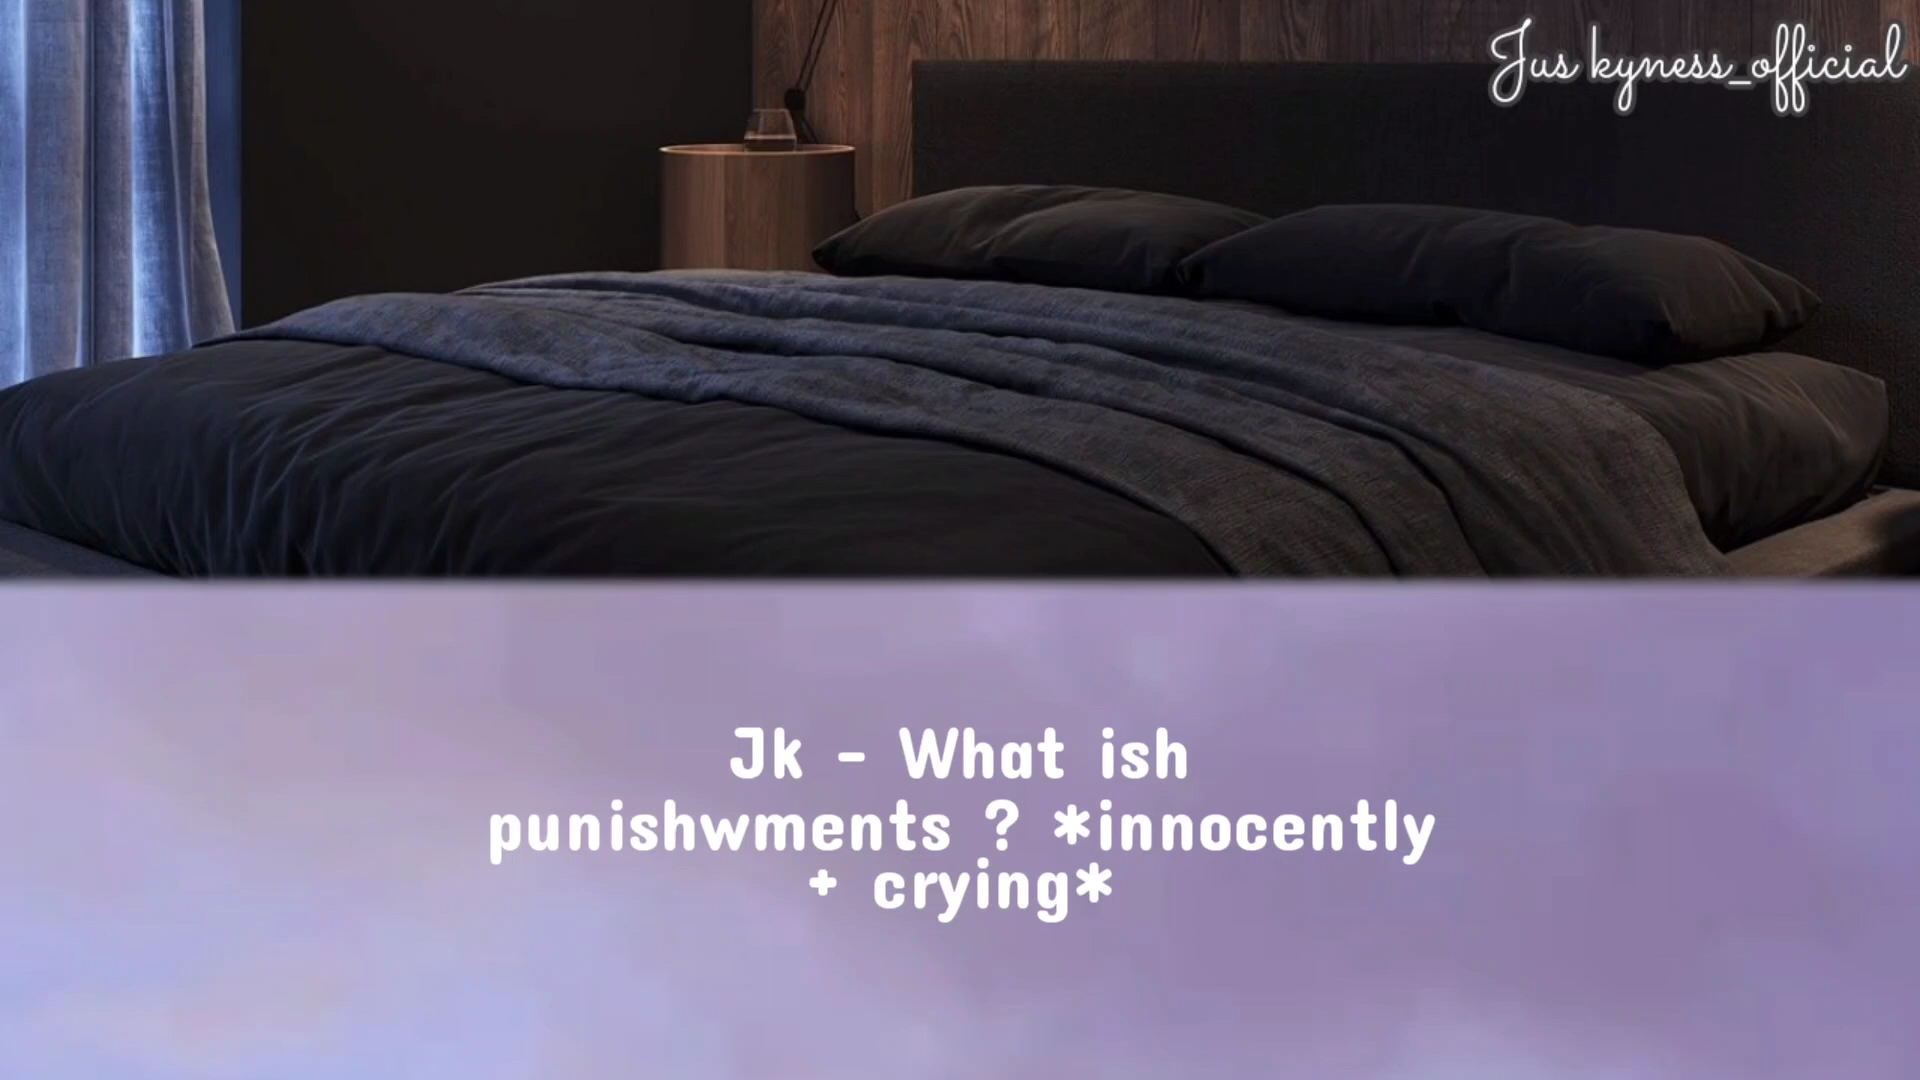 Jus kyness_official
Jk - What ish
punishwments ? *innocently
+ crying*